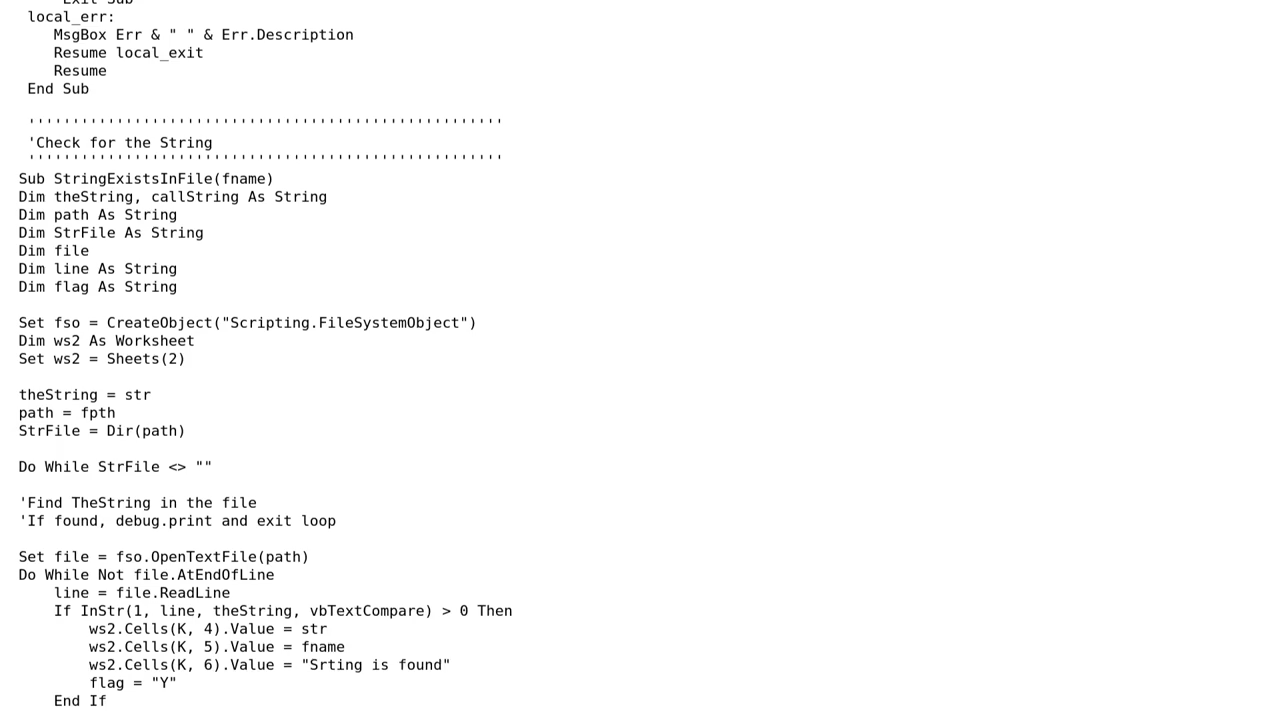 Exit Sub
local_err:
MsgBox Err & " " & Err.Description
Resume local_exit
Resume
End Sub
''''''''''''''''''''''''''''''''''''''''''''''''''''''
'Check for the String
''''''''''''''''''''''''''''''''''''''''''''''''''''''
Sub StringExistsInFile(fname)
Dim theString, callString As String
Dim path As String
Dim StrFile As String
Dim file
Dim line As String
Dim flag As String
Set fso = CreateObject("Scripting.FileSystemObject")
Dim ws2 As Worksheet
Set ws2 = Sheets(2)
theString = str
path = fpth
StrFile = Dir(path)
Do While StrFile <> ""
'Find TheString in the file
'If found, debug.print and exit loop
Set file = fso.OpenTextFile(path)
Do While Not file.AtEndOfLine
line = file.ReadLine
If InStr(1, line, theString, vbTextCompare) > 0 Then
ws2.Cells(K, 4).Value = str
ws2.Cells(K, 5).Value = fname
ws2.Cells(K, 6).Value = "Srting is found"
flag = "Y"
End If